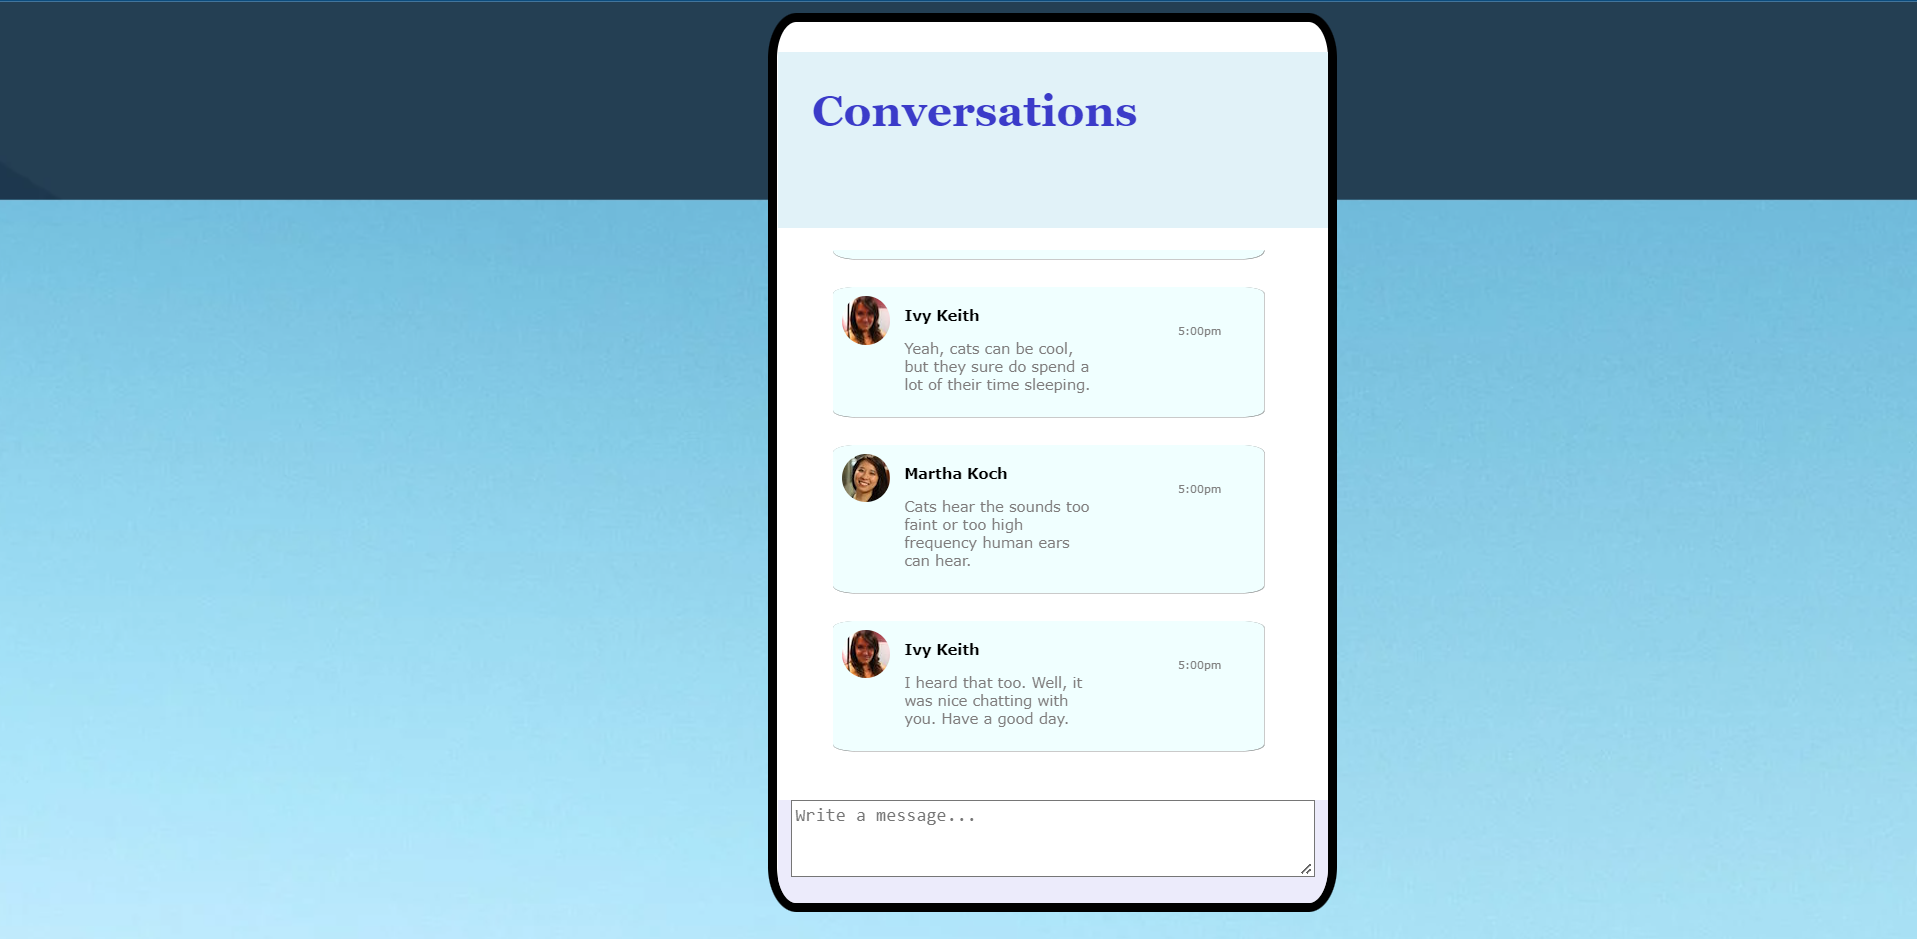 Conversations
Ivy Keith
5:00pm
Yeah, cats can be cool,
but they sure do spend a
lot of their time sleeping.
Martha Koch
5:00pm
Cats hear the sounds too
faint or too high
frequency human ears
can hear.
Ivy Keith
5:00pm
I heard that too. Well, it
was nice chatting with
you. Have a good day.
Write a message...